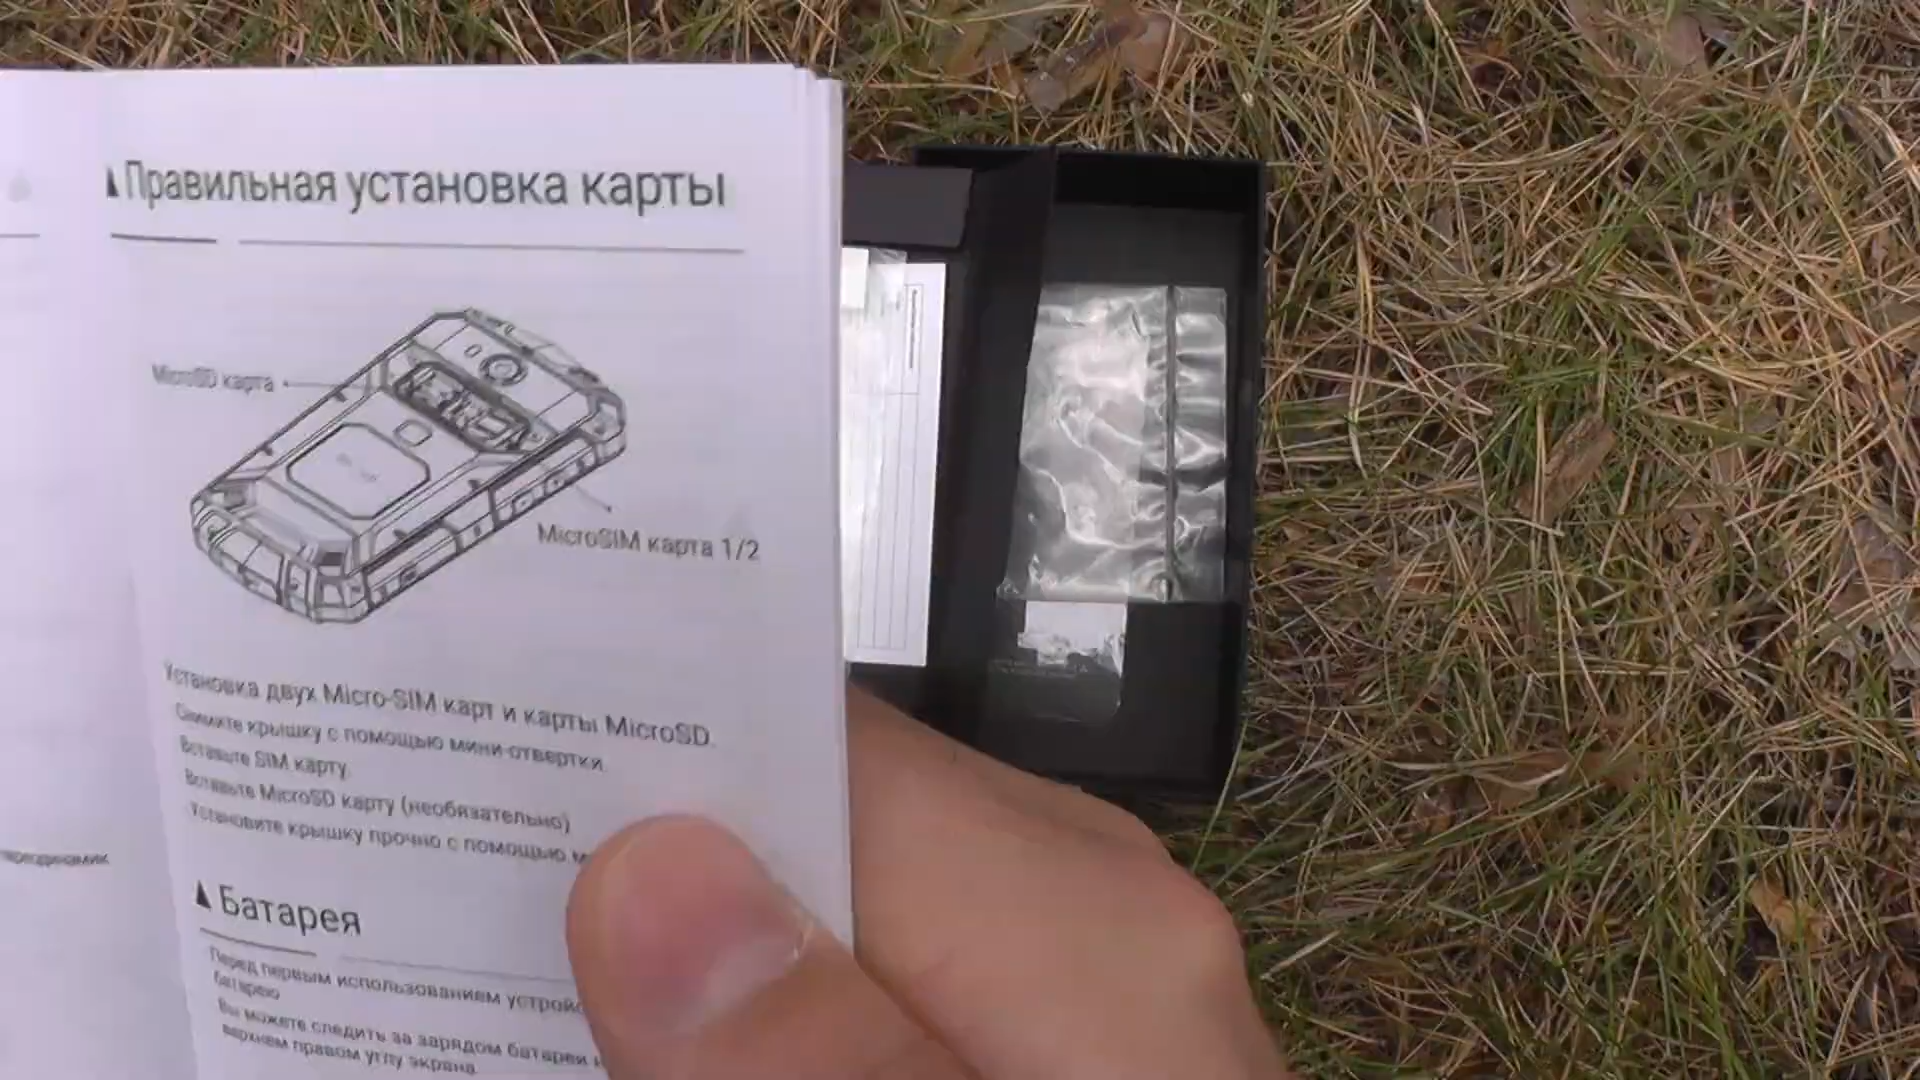 Правильная установка карты
MicroSD карта
MicroSIM карта 1/2
Установка двух Micro-SIM карт и карты MicroSD.
Снимите крышку с помощью мини-отвертки.
Вставьте SIM карту.
Вставьте MicroSD карту (необязательно)
Установите крышку прочно с помощью
Батарея
Перед первым использованием
батарею
Вы можете следить за зарядом батареи
верхнем правом углу экрана.